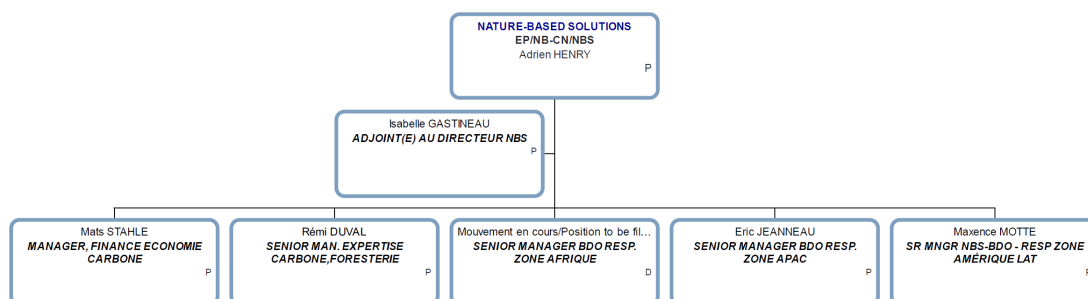 NATURE-BASED SOLUTIONS
EP/NB-CN/NBS
Adrien HENRY
P
Isabelle GASTINEAU
ADJOINT(E) AU DIRECTEUR NBS
P
Mats STAHLE
MANAGER, FINANCE ECONOMIE
CARBONE
P
Rémi DUVAL
SENIOR MAN. EXPERTISE
CARBONE,FORESTERIE
P
Mouvement en cours/Position to be fil...
SENIOR MANAGER BDO RESP.
ZONE AFRIQUE
D
Eric JEANNEAU
SENIOR MANAGER BDO RESP.
ZONE APAC
P
Maxence MOTTE
SR MNGR NBS-BDO - RESP ZONE
AMÉRIQUE LAT
P